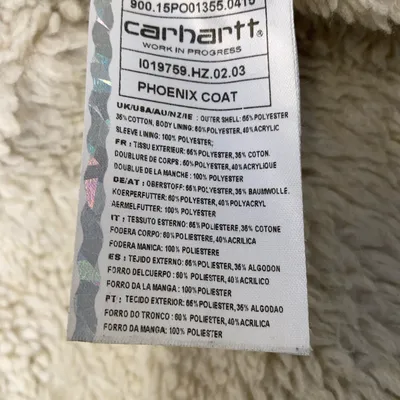 900.15PO01355.0410
carhartt
WORK IN PROGRESS
I019759.HZ.02.03
PHOENIX COAT
UK/USA/AU/NZ/IE : OUTER SHELL: 65% POLYESTER
35% COTTON, BODY LINING: 60% POLYESTER, 40% ACRYLIC
SLEEVE LINING: 100% POLYESTER;
FR : TISSU EXTERIEUR: 65% POLYESTER, 35% COTON.
DOUBLURE DE CORPS: 60% POLYESTER, 40% ACRYLIQUE
DOUBLUE DE LA MANCHE: 100% POLYESTER
DE/AT : OBERSTOFF: 65% POLYESTER, 35% BAUMWOLLE.
KOERPERFUTTER: 60% POLYESTER, 40% POLYACRYL
AERMELFUTTER: 100% POLYESTER
IT : TESSUTO ESTERNO: 65% POLIESTERE, 35% COTONE
FODERA CORPO: 60% POLIESTERE, 40% ACRILICA
FODERA MANICA: 100% POLIESTERE
ES : TEJIDO EXTERNO: 65% POLIESTER, 35% ALGODON
FORRO DELCUERPO: 60% POLIESTER, 40% ACRILICO
FORRO DA LA MANGA: 100% POLIESTER
PT : TECIDO EXTERIOR: 65% POLIESTER, 35% ALGODAO
FORRO DO TRONCO : 60% POLIESTER, 40% ACRILICO
FORRO DA MANGA: 100% POLIESTER